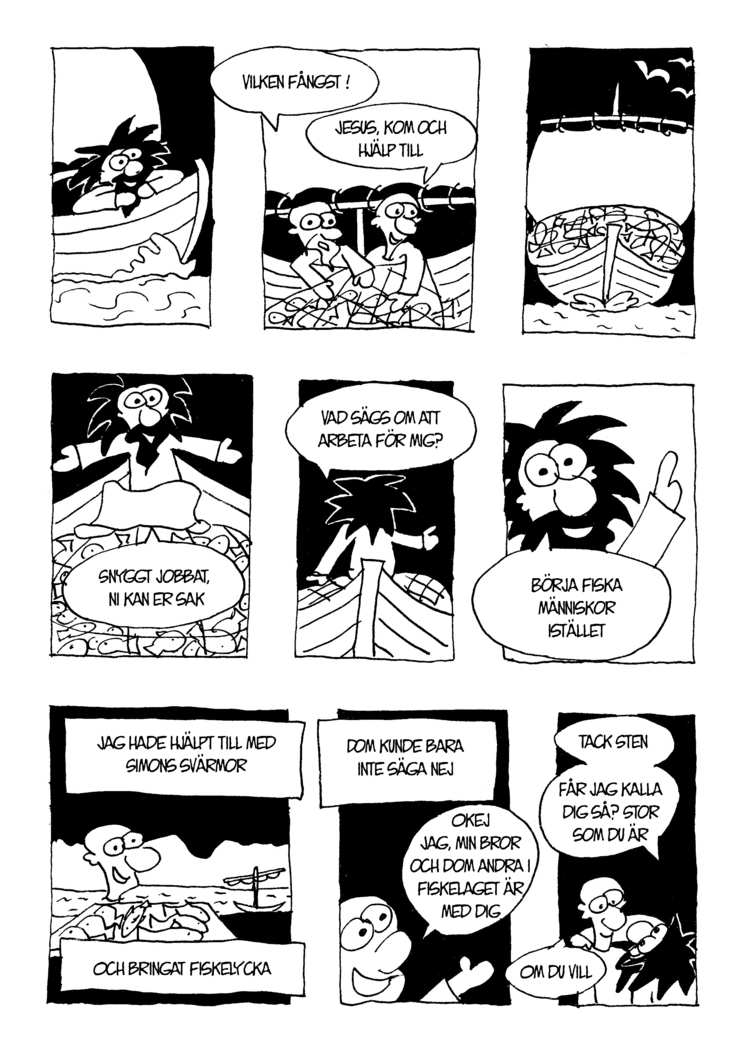 VILKEN FÅNGST !
JESUS, KOM OCH
HJÄLP TILL
SNYGGT JOBBAT,
NI KAN ER SAK
VAD SÄGS OM ATT
ARBETA FÖR MIG?
BÖRJA FISKA
MÄNNISKOR
ISTÄLLET
JAG HADE HJÄLPT TILL MED
SIMONS SVÄRMOR
OCH BRINGAT FISKELYCKA
DOM KUNDE BARA
INTE SÄGA NEJ
OKEJ
JAG, MIN BROR
OCH DOM ANDRA I
FISKELAGET ÄR
MED DIG
TACK STEN
FÅR JAG KALLA
DIG SÅ? STOR
SOM DU ÄR
OM DU VILL